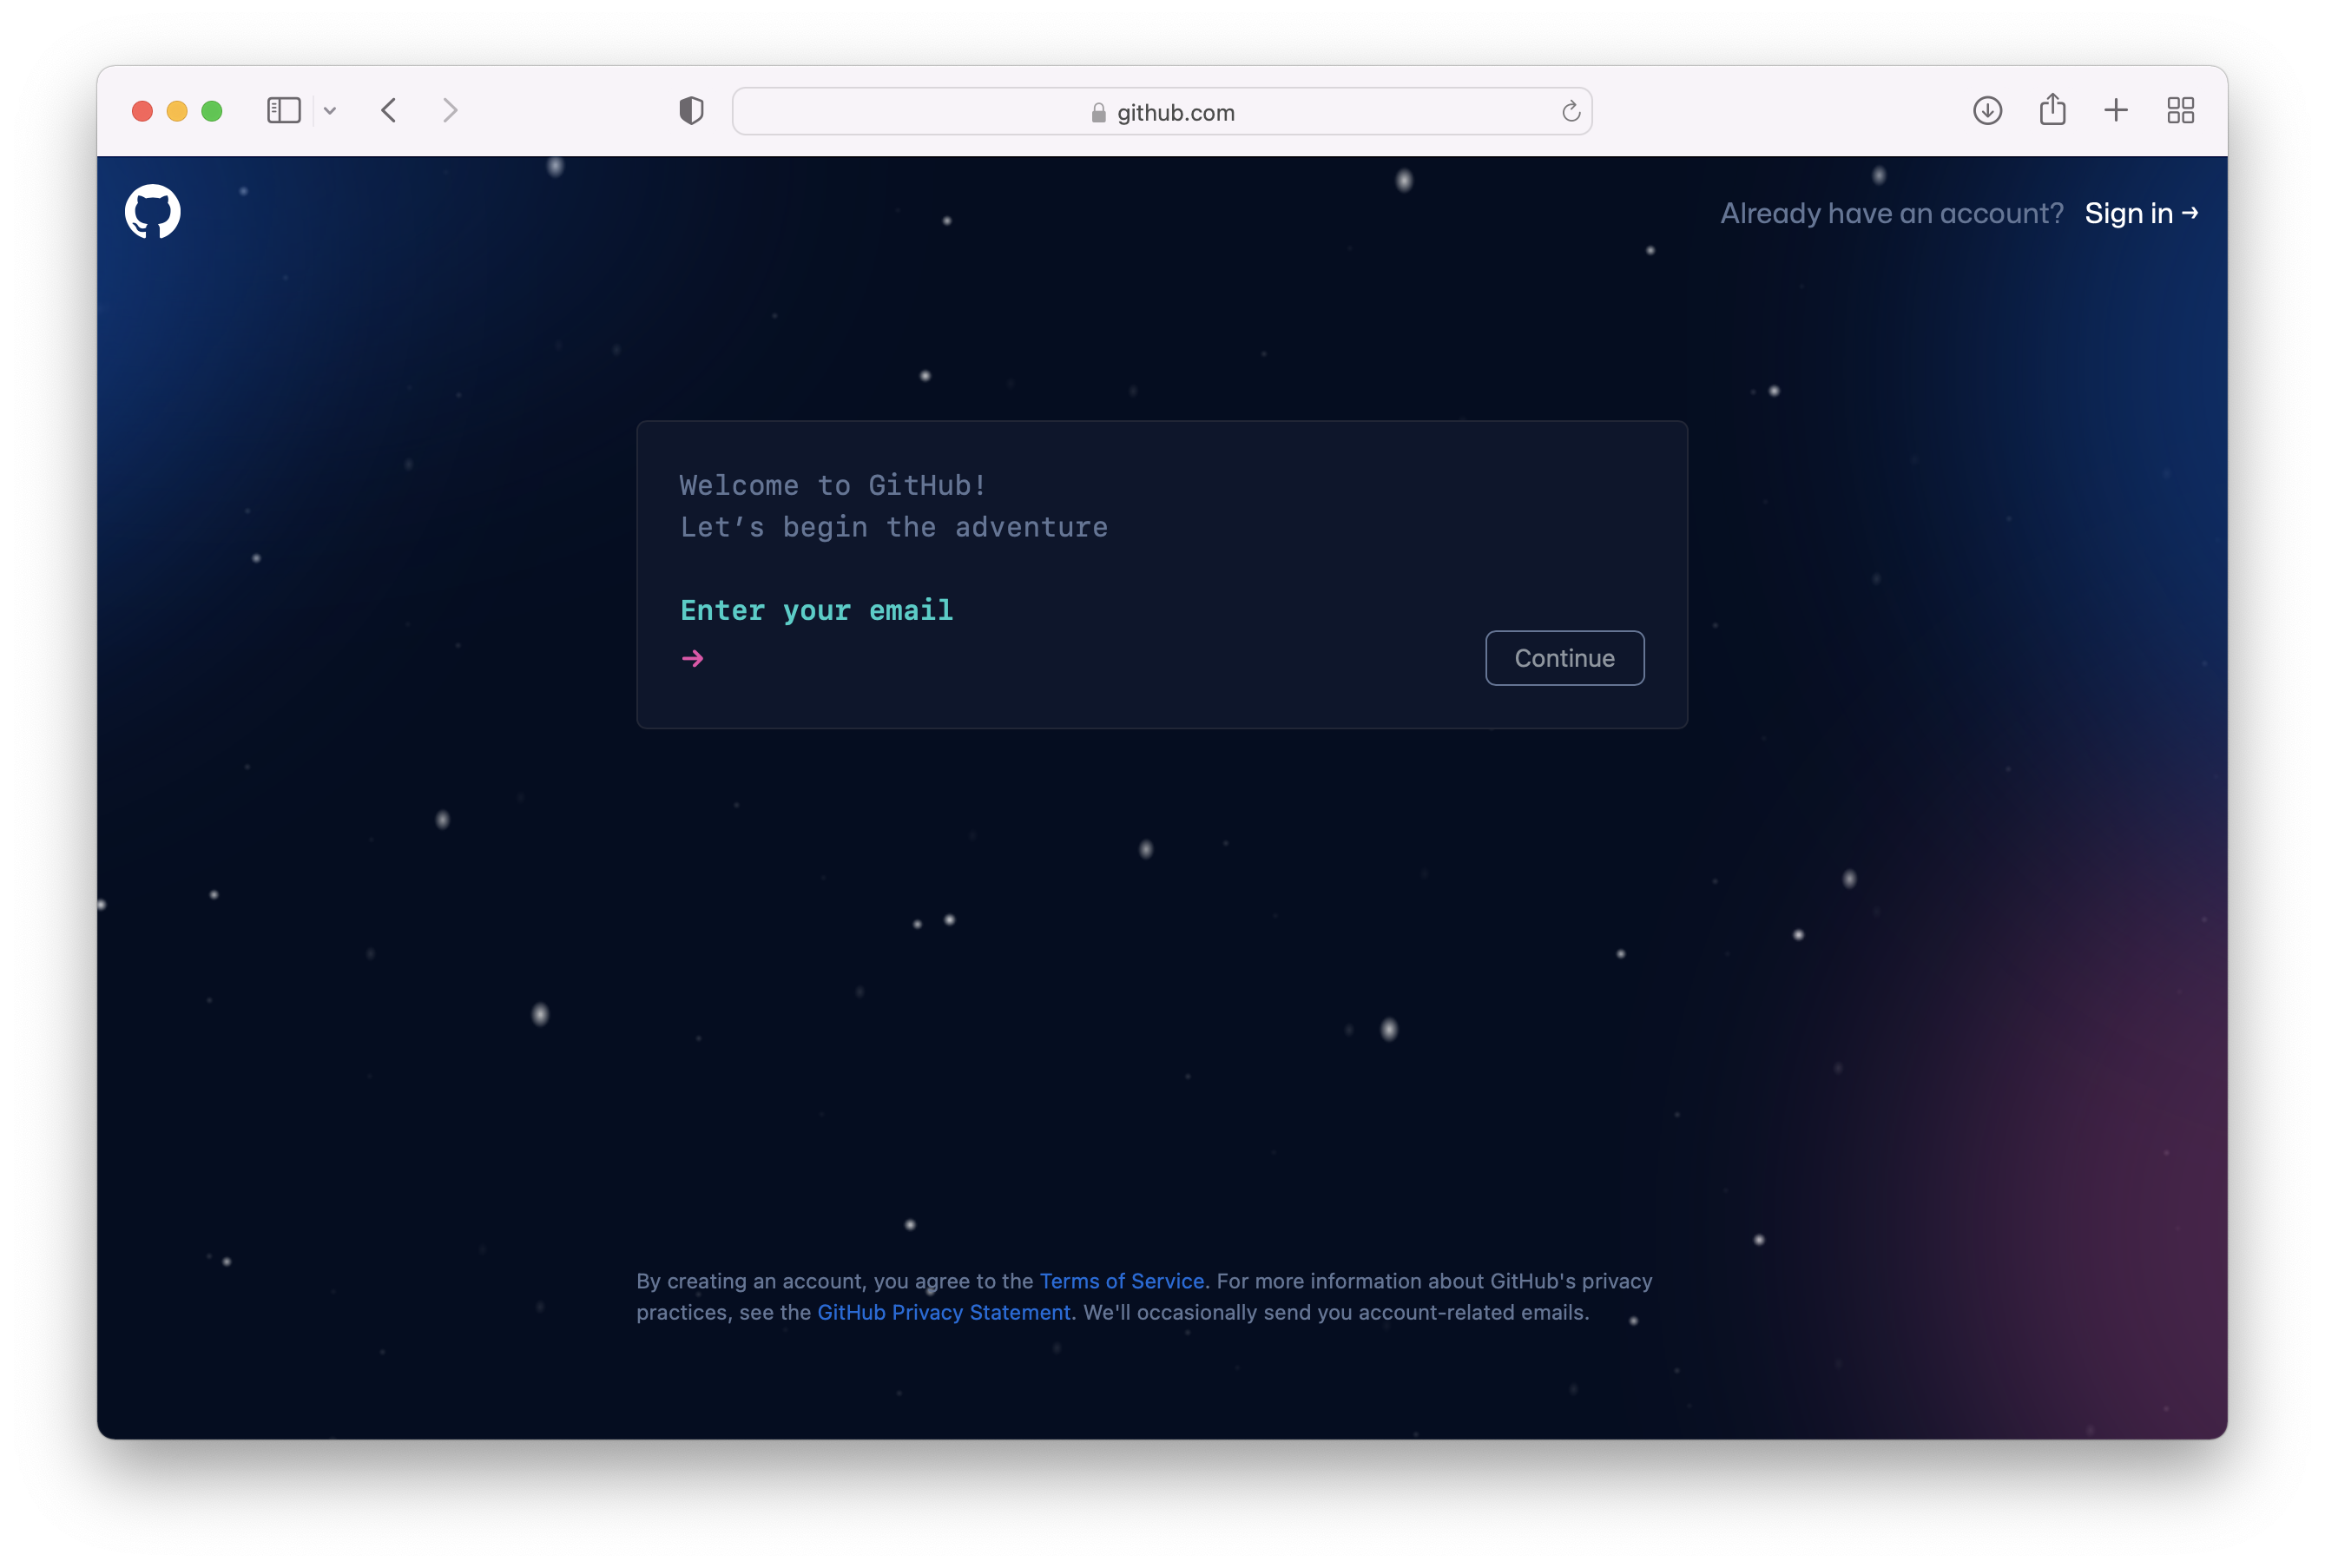 github.com
Already have an account? Sign in →
Welcome to GitHub!
Let’s begin the adventure
Enter your email
→
Continue
By creating an account, you agree to the Terms of Service. For more information about GitHub's privacy
practices, see the GitHub Privacy Statement. We'll occasionally send you account-related emails.